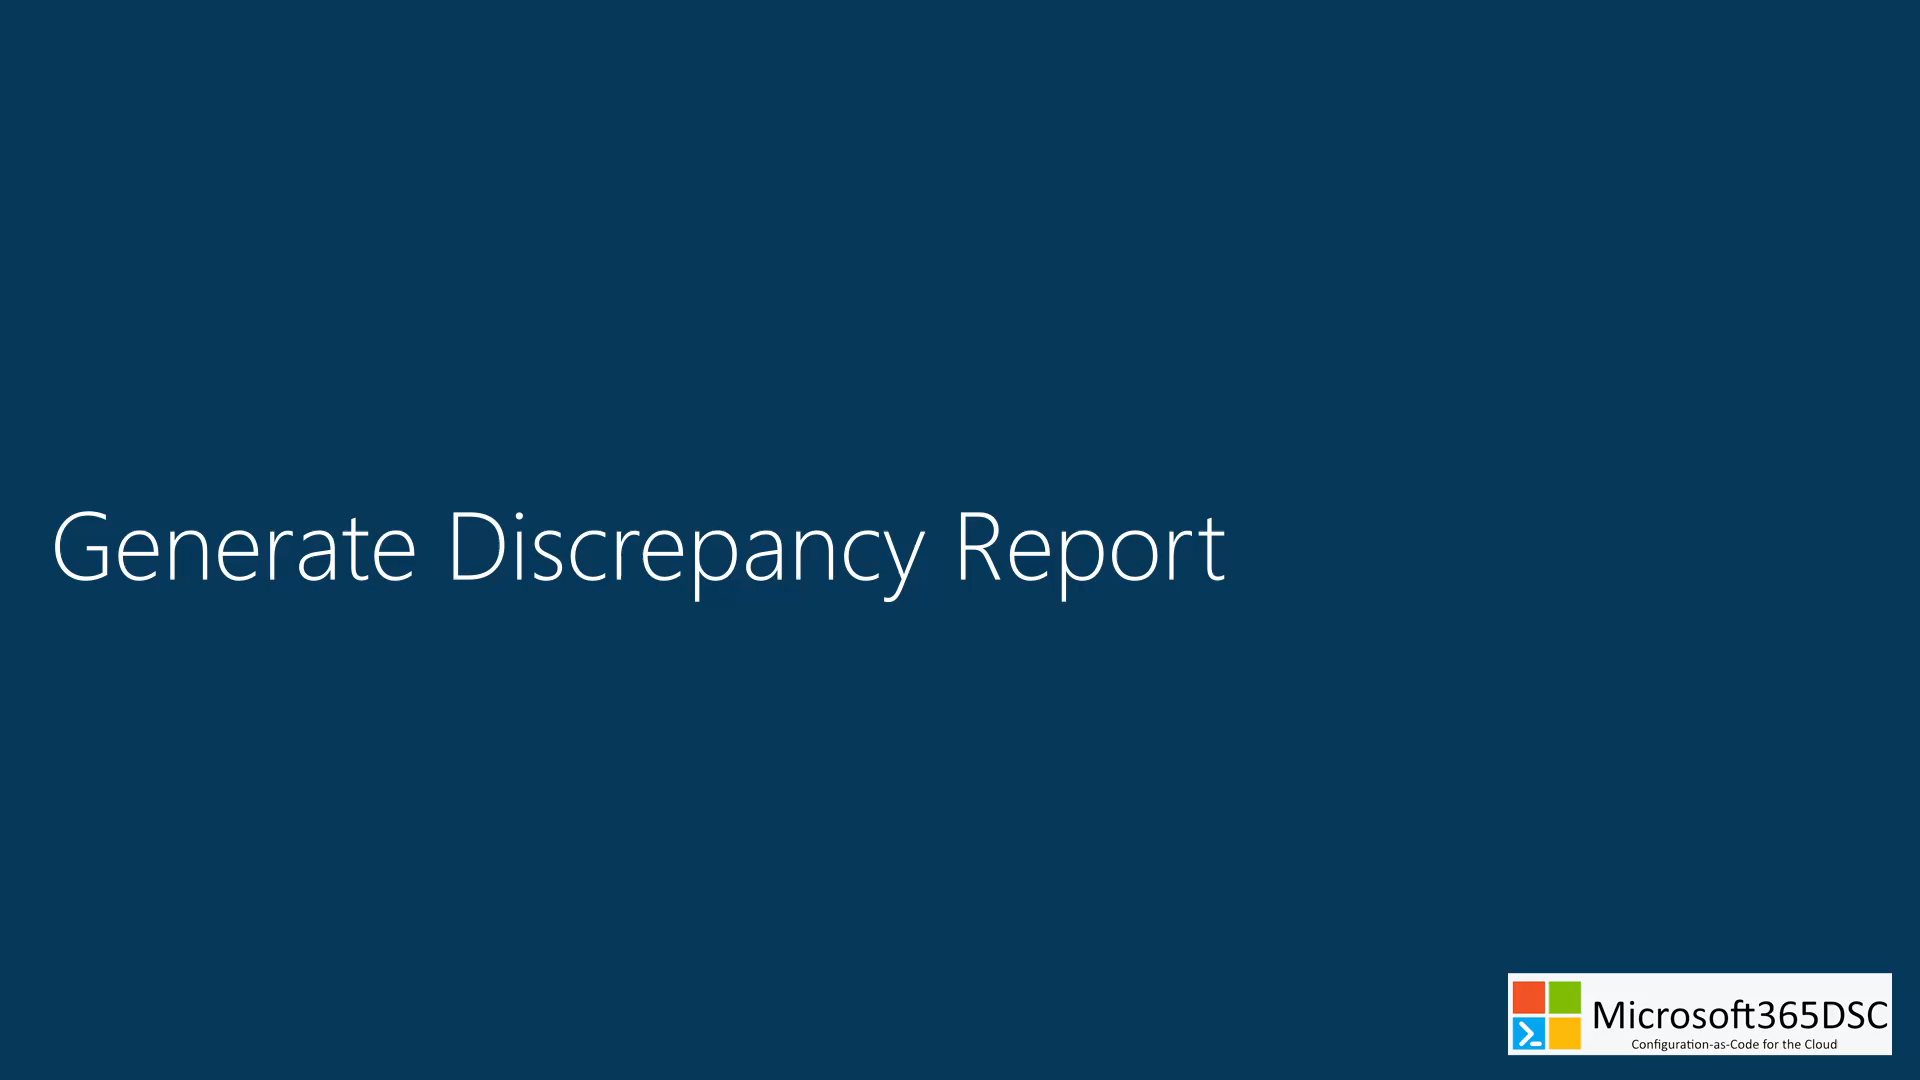 Generate Discrepancy Report
Microsoft365DSC
Configuration-as-Code for the Cloud